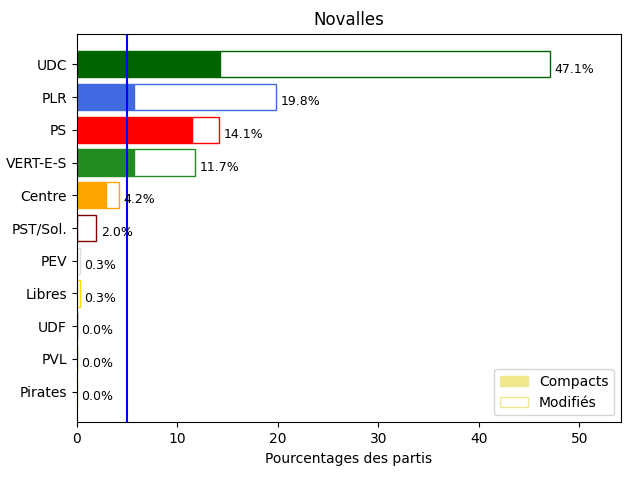 Novalles
UDC 47.1%
PLR 19.8%
PS 14.1%
VERT-E-S 11.7%
Centre 4.2%
PST/Sol. 2.0%
PEV 0.3%
Libres 0.3%
UDF 0.0%
PVL 0.0%
Pirates 0.0%
Compacts
Modifiés
0 10 20 30 40 50
Pourcentages des partis